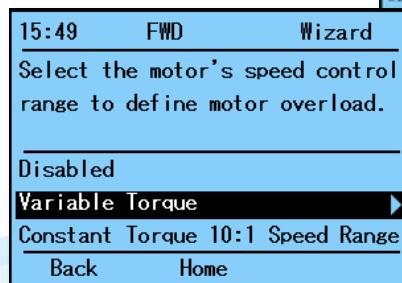 15:49 FWD Wizard
Select the motor's speed control
range to define motor overload.
Disabled
Variable Torque
Constant Torque 10:1 Speed Range
Back Home